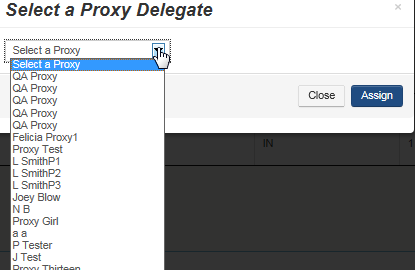 Select a Proxy Delegate
×
Select a Proxy
Select a Proxy
QA Proxy
QA Proxy
QA Proxy
QA Proxy
QA Proxy
Felicia Proxy1
Proxy Test
L SmithP1
L SmithP2
L SmithP3
Joey Blow
N B
Proxy Girl
a a
P Tester
J Test
Proxy Thirteen
Close
Assign
IN
1